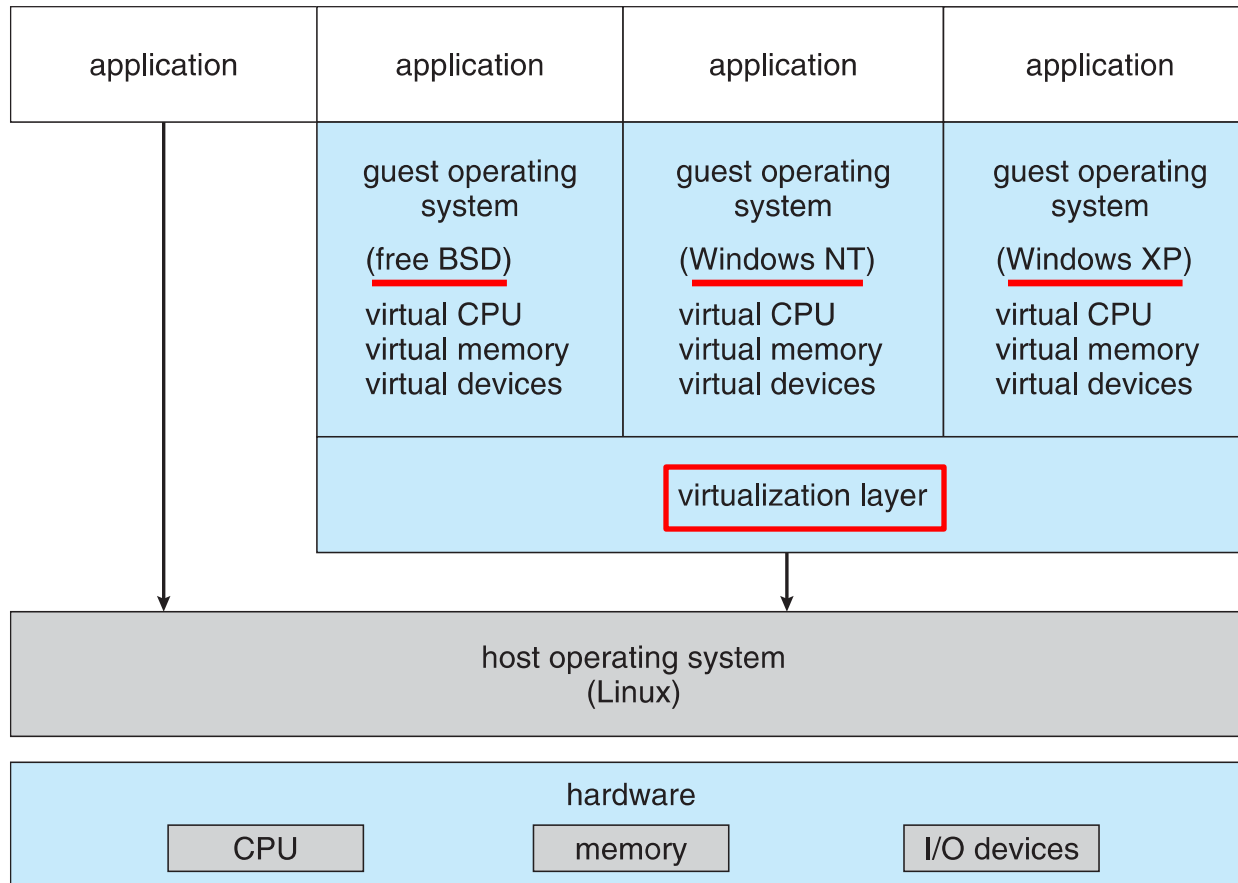 application
application
application
application
guest operating
system
(free BSD)
virtual CPU
virtual memory
virtual devices
guest operating
system
(Windows NT)
virtual CPU
virtual memory
virtual devices
guest operating
system
(Windows XP)
virtual CPU
virtual memory
virtual devices
virtualization layer
host operating system
(Linux)
hardware
CPU
memory
I/O devices